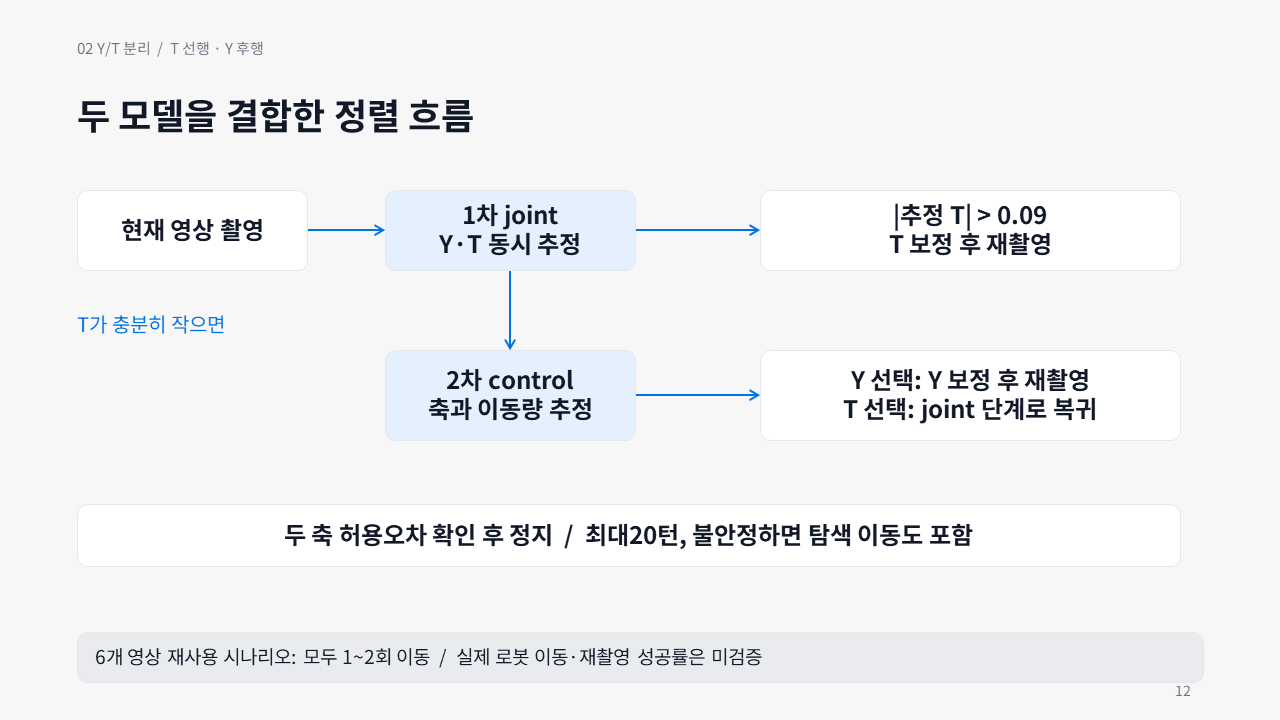 02 Y/T 분리 / T 선행 · Y 후행
두 모델을 결합한 정렬 흐름
현재 영상 촬영
1차 joint
Y·T 동시 추정
|추정 T| > 0.09
T 보정 후 재촬영
T가 충분히 작으면
2차 control
축과 이동량 추정
Y 선택: Y 보정 후 재촬영
T 선택: joint 단계로 복귀
두 축 허용오차 확인 후 정지 / 최대20턴, 불안정하면 탐색 이동도 포함
6개 영상 재사용 시나리오: 모두 1~2회 이동 / 실제 로봇 이동·재촬영 성공률은 미검증
12